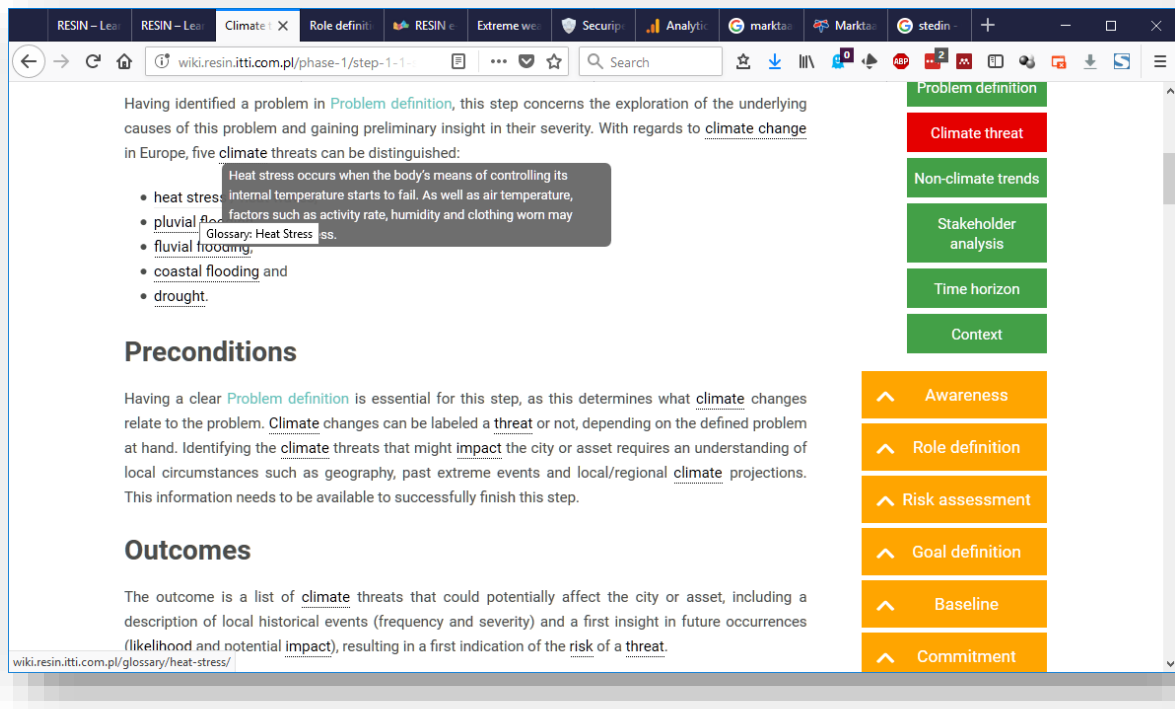 RESIN – Lea
RESIN – Lear
Climate t
Role definiti
RESIN e
Extreme wea
Securipe
Analytic
marktaa
Marktaa
stedin -
wiki.resin.itti.com.pl/phase-1/step-1-1-
Search
0
ABP
2
Having identified a problem in Problem definition, this step concerns the exploration of the underlying
causes of this problem and gaining preliminary insight in their severity. With regards to climate change
in Europe, five climate threats can be distinguished:
Heat stress occurs when the body's means of controlling its
internal temperature starts to fail. As well as air temperature,
factors such as activity rate, humidity and clothing worn may
ss.
Glossary: Heat Stress
heat stress
pluvial
fluvial flooding,
coastal flooding and
drought.
Preconditions
Having a clear Problem definition is essential for this step, as this determines what climate changes
relate to the problem. Climate changes can be labeled a threat or not, depending on the defined problem
at hand. Identifying the climate threats that might impact the city or asset requires an understanding of
local circumstances such as geography, past extreme events and local/regional climate projections.
This information needs to be available to successfully finish this step.
Outcomes
The outcome is a list of climate threats that could potentially affect the city or asset, including a
description of local historical events (frequency and severity) and a first insight in future occurrences
(likelihood and potential impact), resulting in a first indication of the risk of a threat.
wiki.resin.itti.com.pl/glossary/heat-stress/
Problem definition
Climate threat
Non-climate trends
Stakeholder
analysis
Time horizon
Context
Awareness
Role definition
Risk assessment
Goal definition
Baseline
Commitment